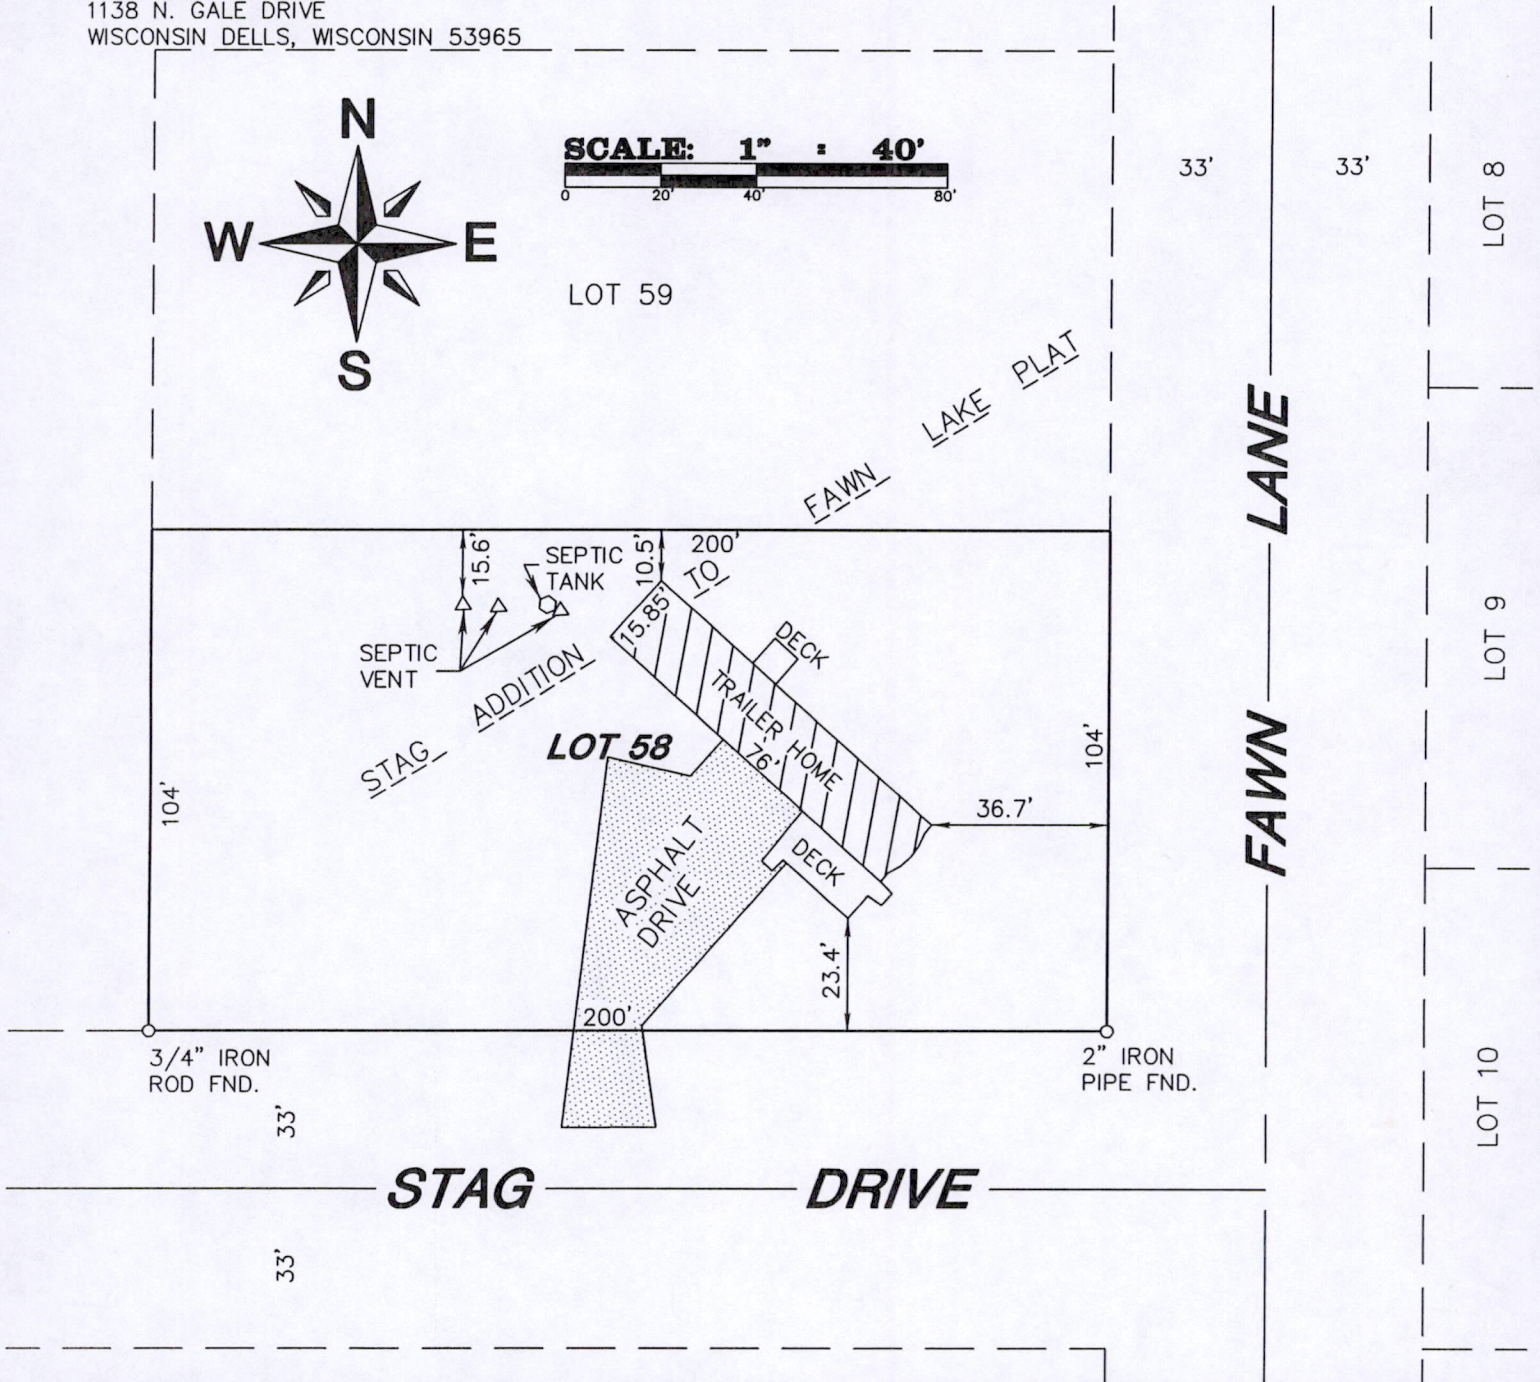 1138 N. GALE DRIVE
WISCONSIN DELLS, WISCONSIN 53965
N
W E
S
SCALE: 1" = 40'
0 20' 40' 80'
33' 33'
LOT 8
LOT 59
STAG ADDITION TO FAWN LAKE PLAT
FAWN LANE
15.6'
SEPTIC
TANK
10.5'
200'
SEPTIC
VENT
15.85'
DECK
TRAILER HOME
76'
LOT 58
LOT 9
104'
104'
36.7'
ASPHALT
DRIVE
DECK
23.4'
200'
3/4" IRON
ROD FND.
2" IRON
PIPE FND.
LOT 10
33'
STAG DRIVE
33'